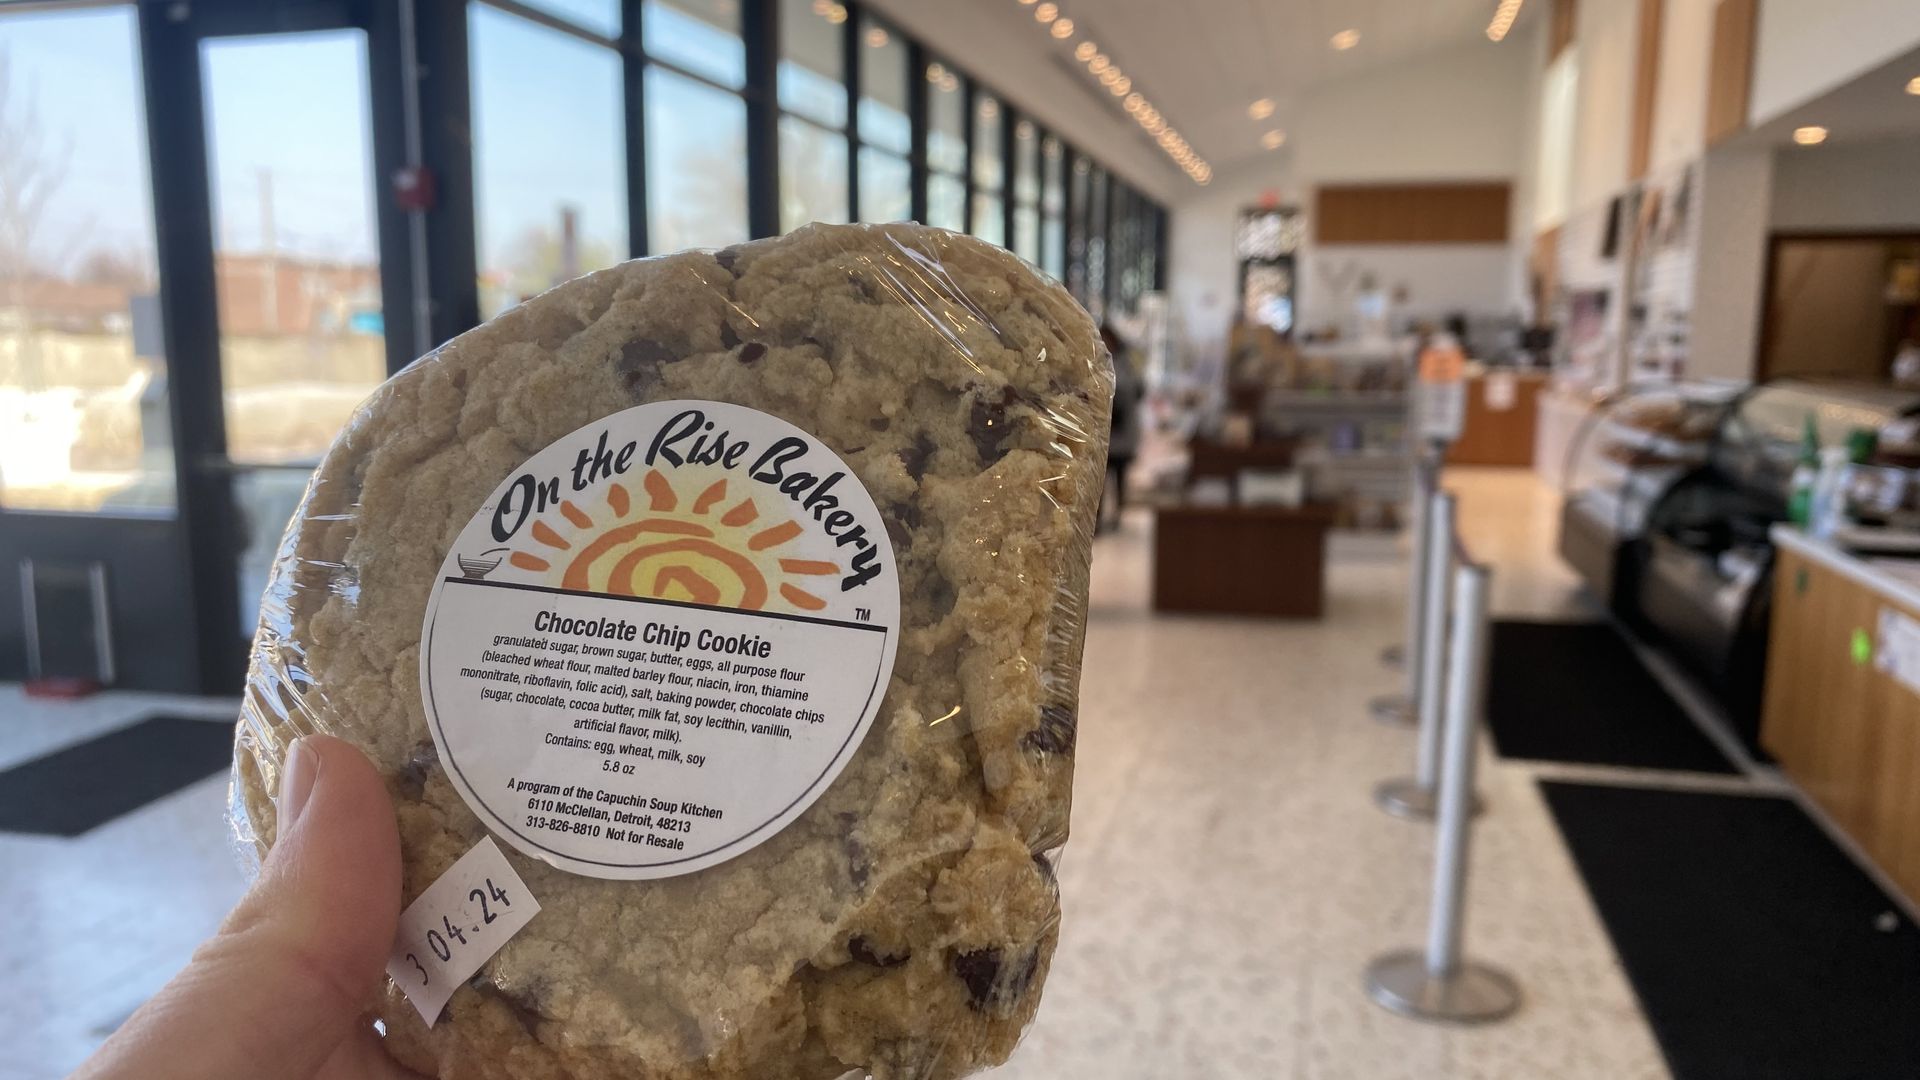 On the Rise Bakery
TM
Chocolate Chip Cookie
granulated sugar, brown sugar, butter, eggs, all purpose flour
(bleached wheat flour, malted barley flour, niacin, iron, thiamine
mononitrate, riboflavin, folic acid), salt, baking powder, chocolate chips
(sugar, chocolate, cocoa butter, milk fat, soy lecithin, vanillin,
artificial flavor, milk).
Contains: egg, wheat, milk, soy
5.8 oz
A program of the Capuchin Soup Kitchen
6110 McClellan, Detroit, 48213
313-826-8810 Not for Resale
3 04.24